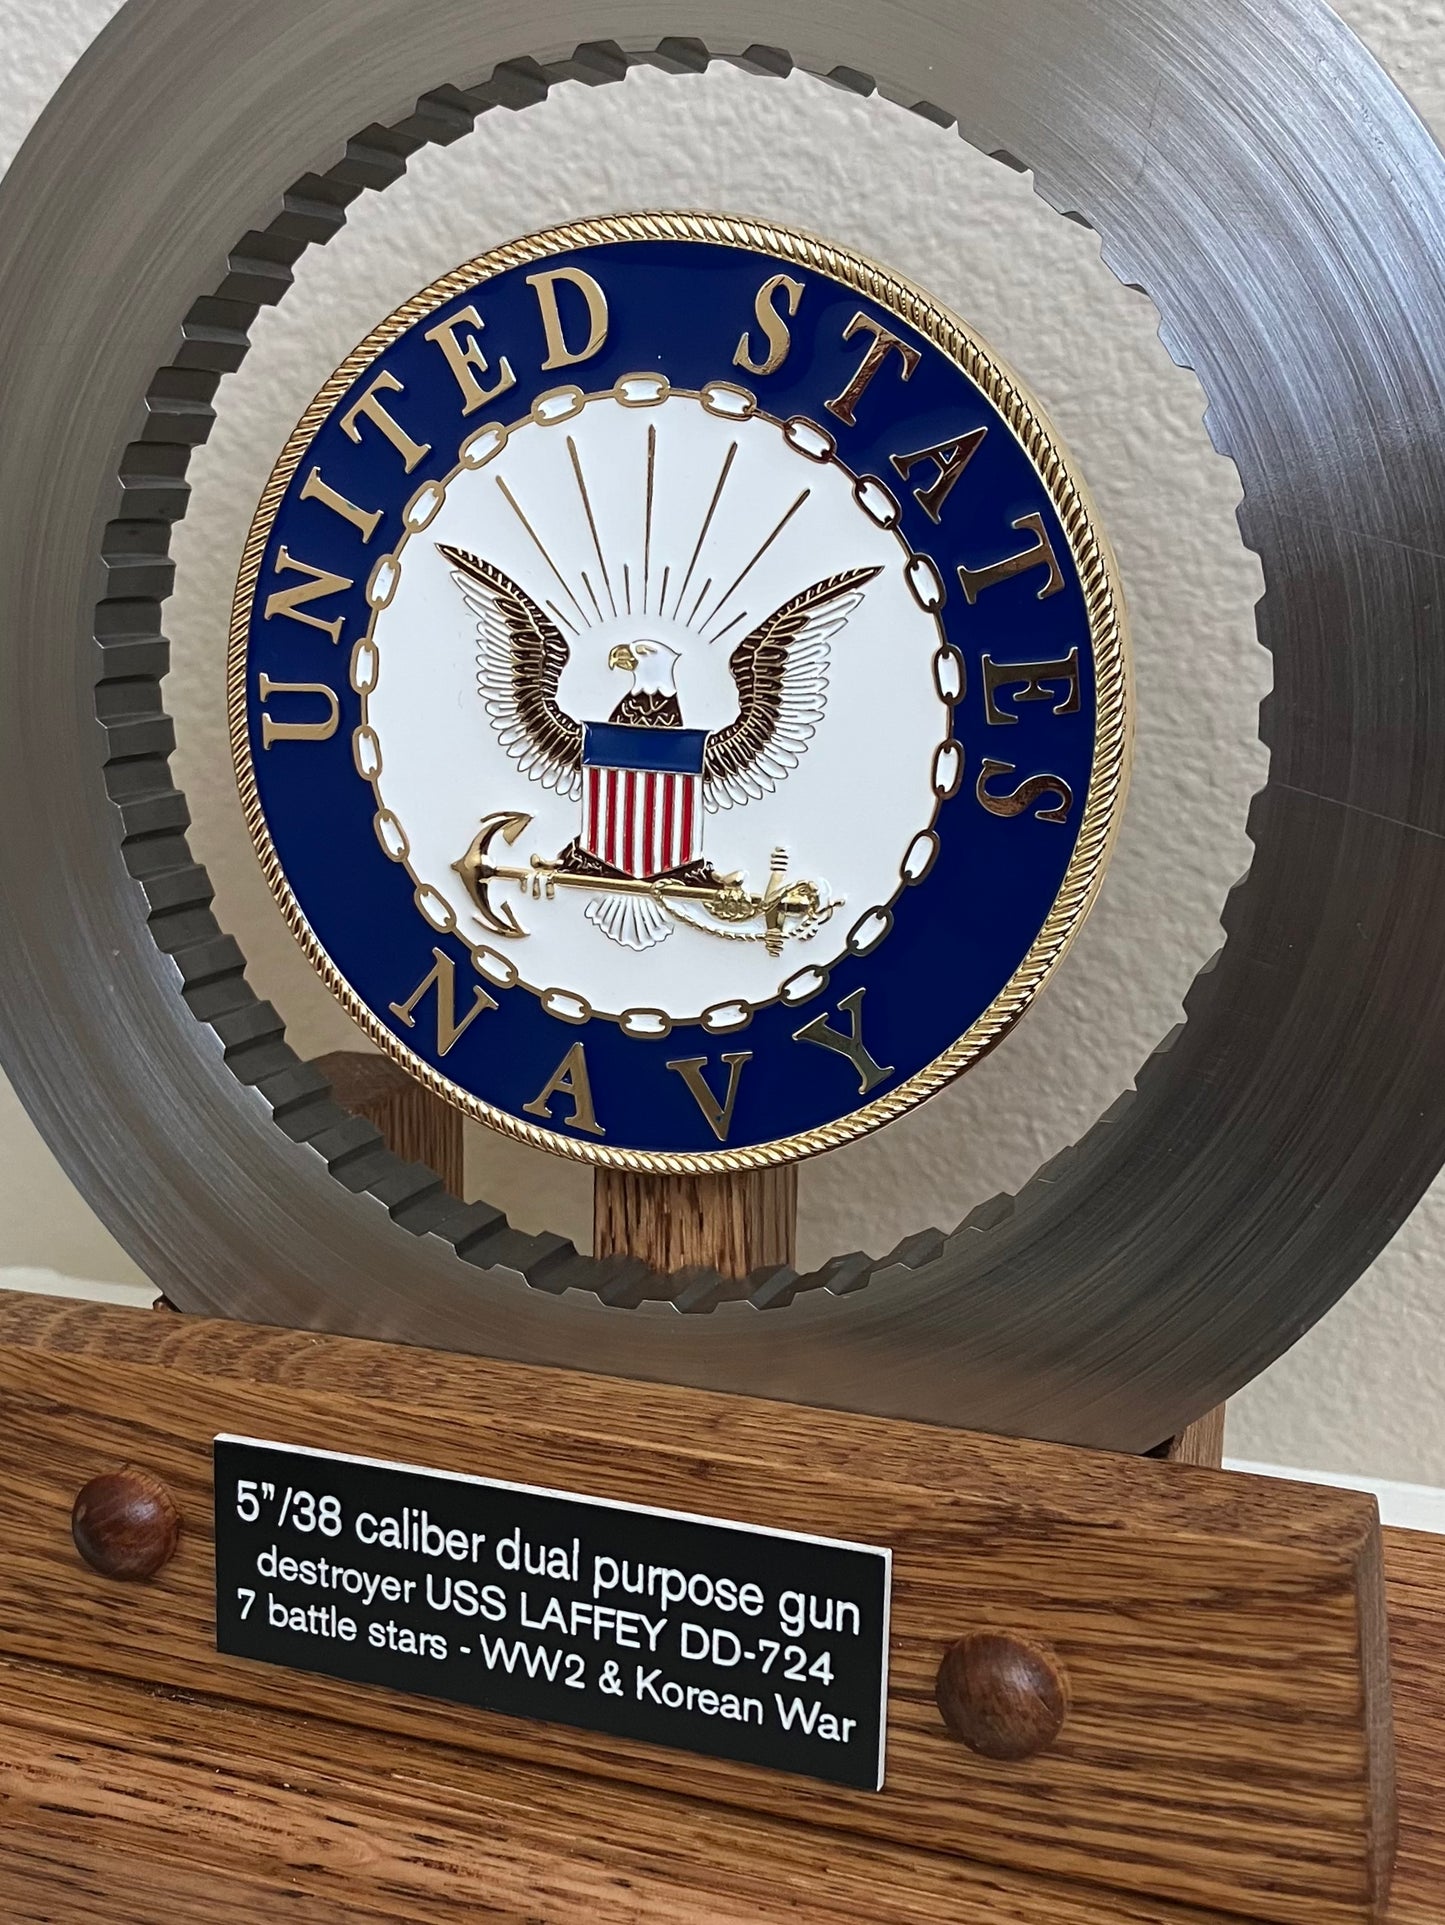 UNITED STATES
NAVY
5"/38 caliber dual purpose gun
destroyer USS LAFFEY DD-724
7 battle stars - WW2 & Korean War